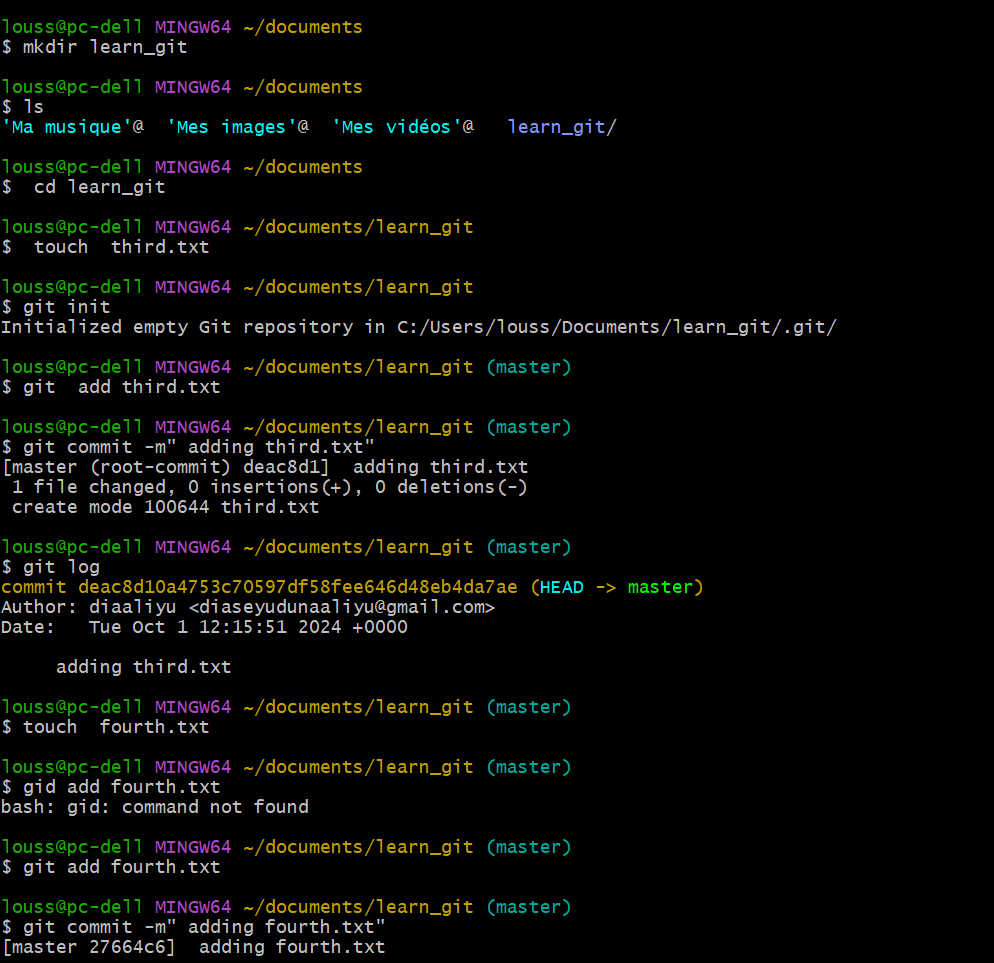 louss@pc-dell MINGW64 ~/documents
$ mkdir learn_git
louss@pc-dell MINGW64 ~/documents
$ ls
'Ma musique'@  'Mes images'@  'Mes vidéos'@   learn_git/
louss@pc-dell MINGW64 ~/documents
$  cd learn_git
louss@pc-dell MINGW64 ~/documents/learn_git
$  touch  third.txt
louss@pc-dell MINGW64 ~/documents/learn_git
$ git init
Initialized empty Git repository in C:/Users/louss/Documents/learn_git/.git/
louss@pc-dell MINGW64 ~/documents/learn_git (master)
$ git  add third.txt
louss@pc-dell MINGW64 ~/documents/learn_git (master)
$ git commit -m" adding third.txt"
[master (root-commit) deac8d1]  adding third.txt
 1 file changed, 0 insertions(+), 0 deletions(-)
 create mode 100644 third.txt
louss@pc-dell MINGW64 ~/documents/learn_git (master)
$ git log
commit deac8d10a4753c70597df58fee646d48eb4da7ae (HEAD -> master)
Author: diaaliyu <diaseyudunaaliyu@gmail.com>
Date:   Tue Oct 1 12:15:51 2024 +0000
     adding third.txt
louss@pc-dell MINGW64 ~/documents/learn_git (master)
$ touch  fourth.txt
louss@pc-dell MINGW64 ~/documents/learn_git (master)
$ gid add fourth.txt
bash: gid: command not found
louss@pc-dell MINGW64 ~/documents/learn_git (master)
$ git add fourth.txt
louss@pc-dell MINGW64 ~/documents/learn_git (master)
$ git commit -m" adding fourth.txt"
[master 27664c6]  adding fourth.txt